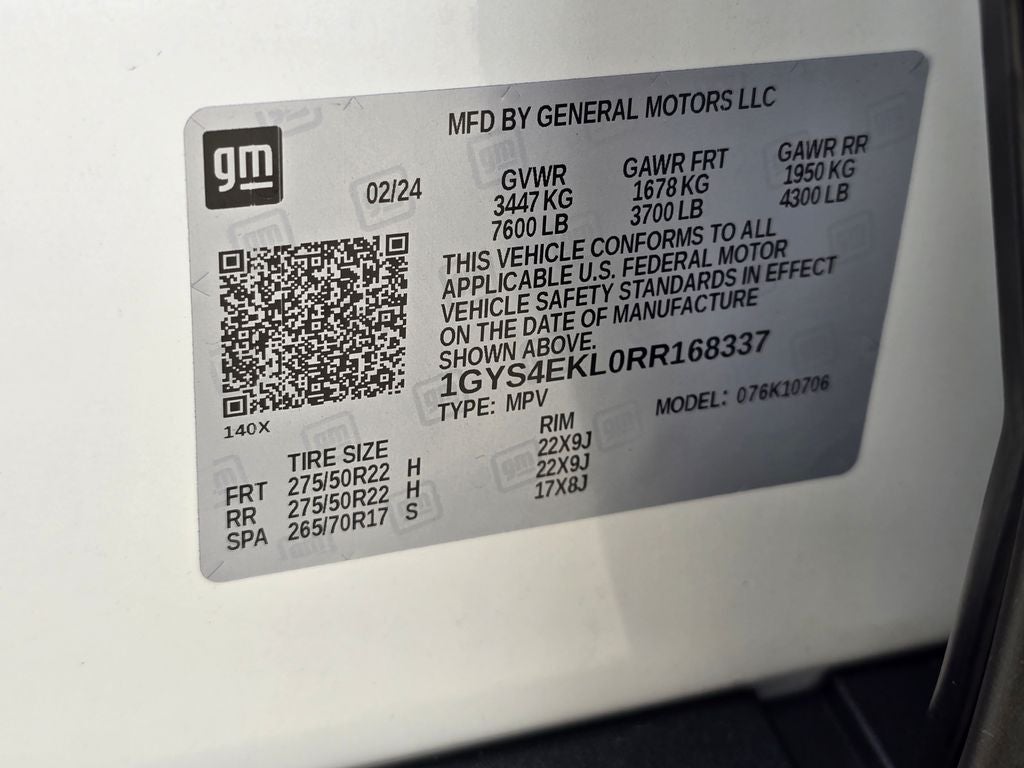 MFD BY GENERAL MOTORS LLC
gm
02/24
GVWR GAWR FRT GAWR RR
3447 KG 1678 KG 1950 KG
7600 LB 3700 LB 4300 LB
THIS VEHICLE CONFORMS TO ALL
APPLICABLE U.S. FEDERAL MOTOR
VEHICLE SAFETY STANDARDS IN EFFECT
ON THE DATE OF MANUFACTURE
SHOWN ABOVE.
1GYS4EKL0RR168337
TYPE: MPV MODEL: 076K10706
140X
TIRE SIZE RIM
FRT 275/50R22 H 22X9J
RR 275/50R22 H 22X9J
SPA 265/70R17 S 17X8J